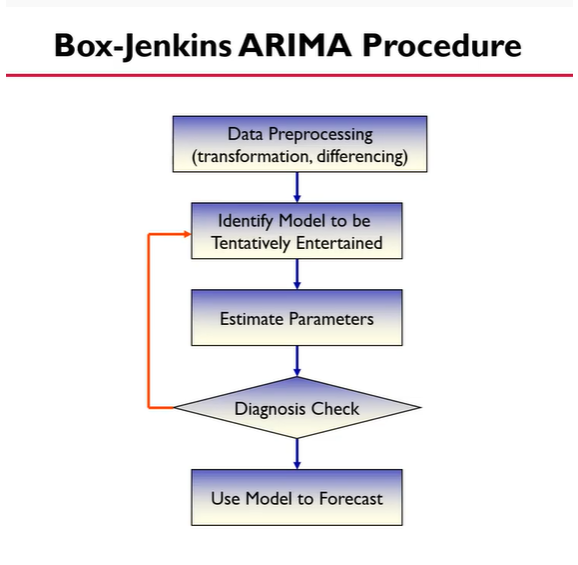 Box-Jenkins ARIMA Procedure
Data Preprocessing
(transformation, differencing)
Identify Model to be
Tentatively Entertained
Estimate Parameters
Diagnosis Check
Use Model to Forecast